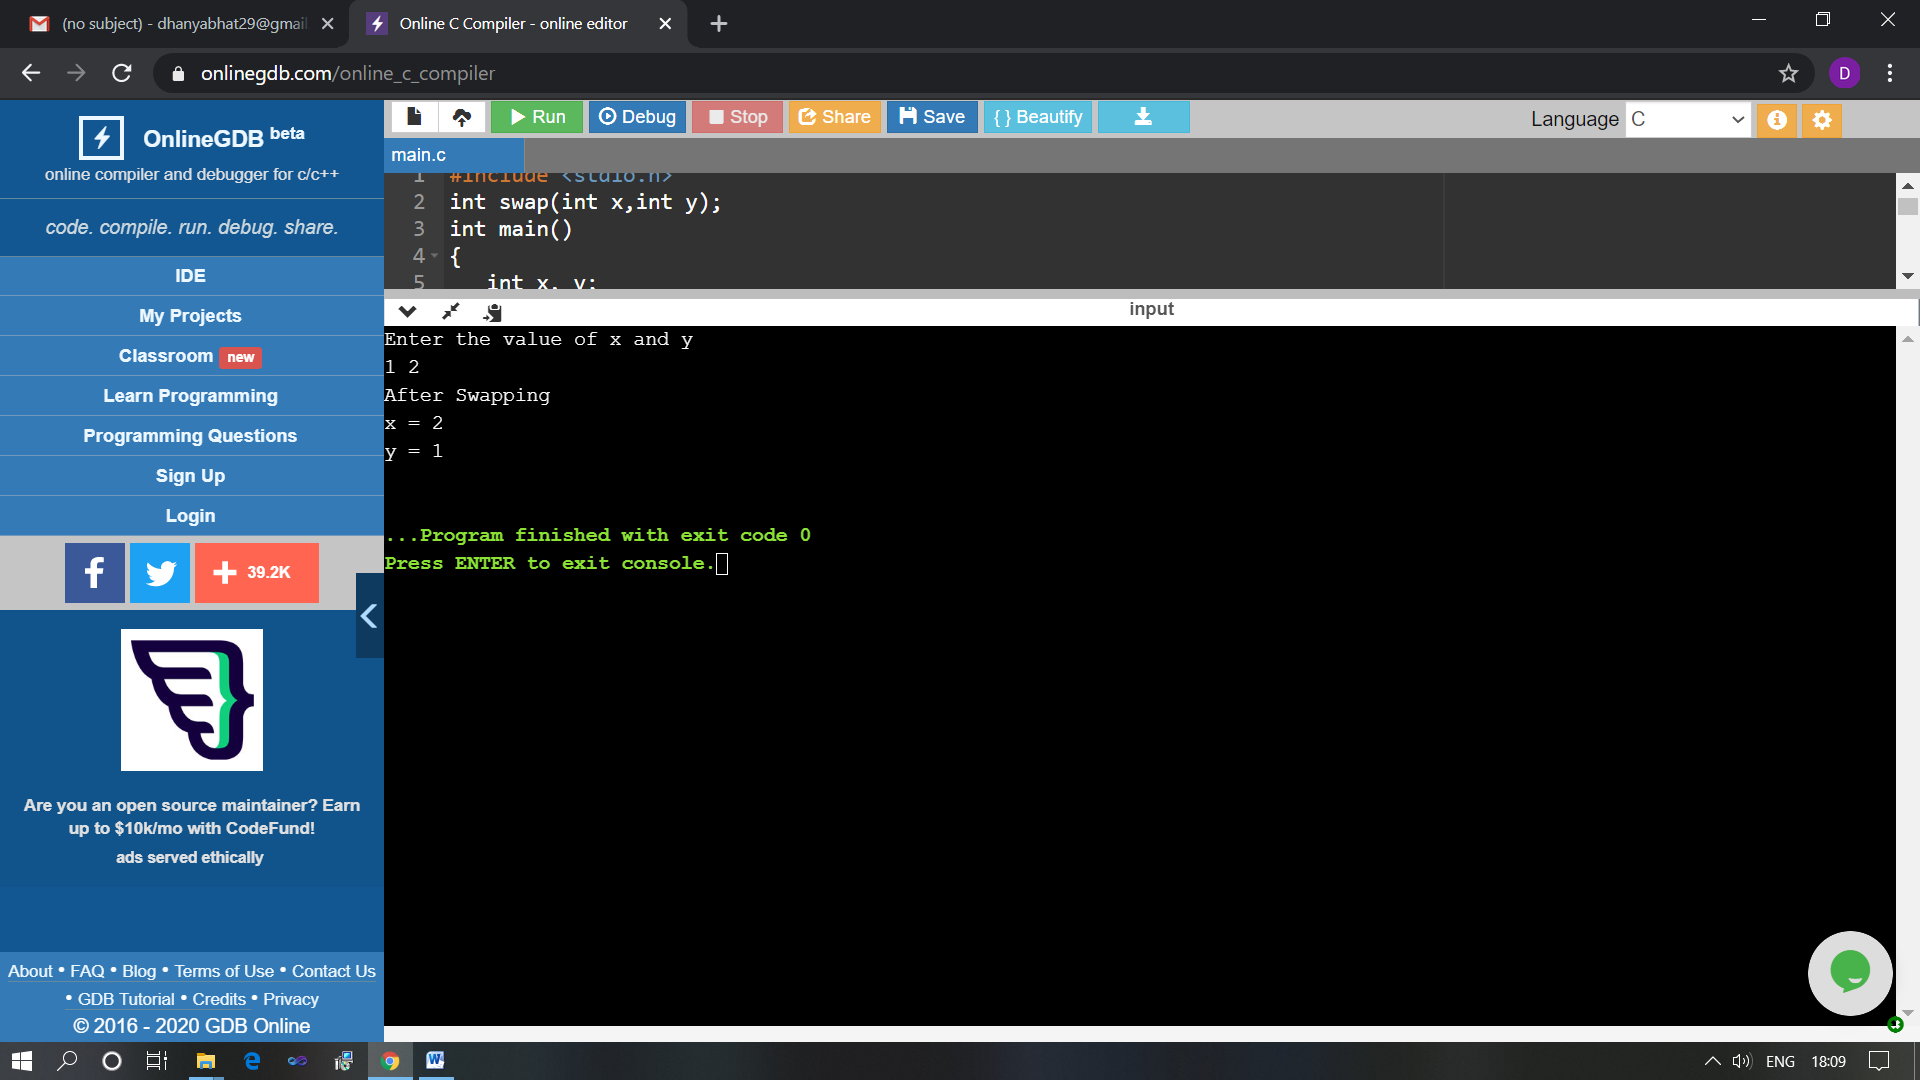 (no subject) - dhanyabhat29@gmai
Online C Compiler - online editor
onlinegdb.com/online_c_compiler
D
OnlineGDB beta
online compiler and debugger for c/c++
code. compile. run. debug. share.
IDE
My Projects
Classroom new
Learn Programming
Programming Questions
Sign Up
Login
39.2K
Are you an open source maintainer? Earn
up to $10k/mo with CodeFund!
ads served ethically
About • FAQ • Blog • Terms of Use • Contact Us
• GDB Tutorial • Credits • Privacy
© 2016 - 2020 GDB Online
Run Debug Stop Share Save { } Beautify
Language C
main.c
1 #include <stdio.h>
2 int swap(int x,int y);
3 int main()
4 {
5 int x, y;
input
Enter the value of x and y
1 2
After Swapping
x = 2
y = 1
...Program finished with exit code 0
Press ENTER to exit console.
ENG 18:09